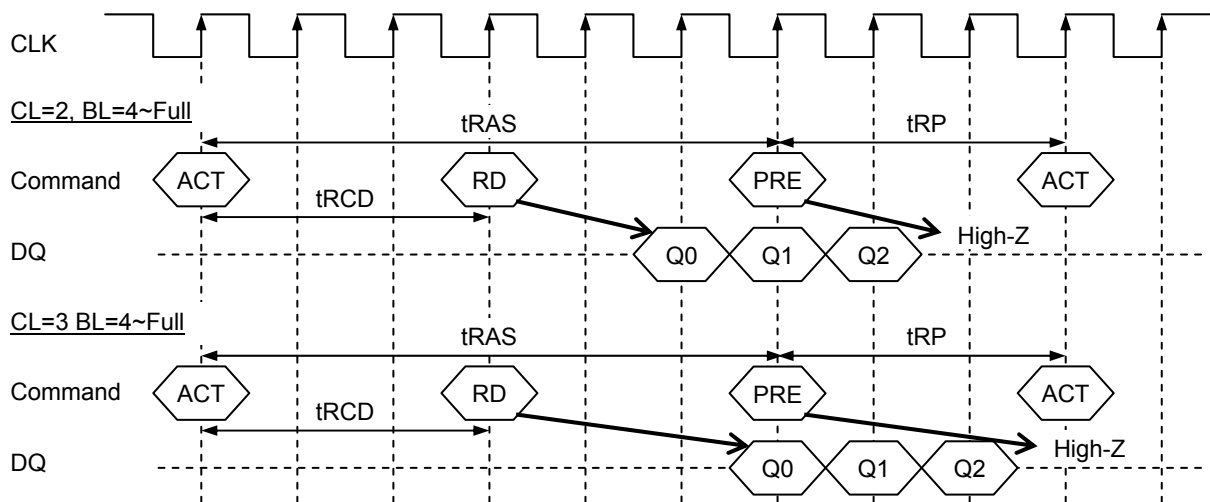 CLK
CL=2, BL=4~Full
tRAS tRP
Command ACT RD PRE ACT
tRCD
DQ Q0 Q1 Q2 High-Z
CL=3 BL=4~Full
tRAS tRP
Command ACT RD PRE ACT
tRCD
DQ Q0 Q1 Q2 High-Z